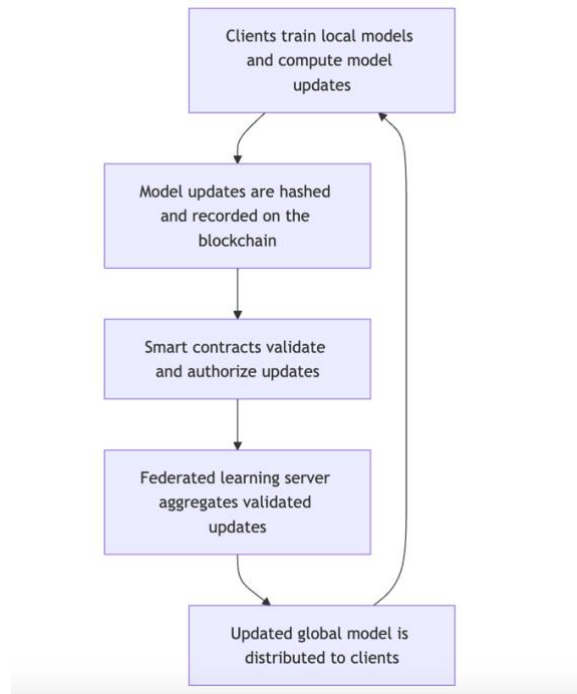 Clients train local models
and compute model
updates
Model updates are hashed
and recorded on the
blockchain
Smart contracts validate
and authorize updates
Federated learning server
aggregates validated
updates
Updated global model is
distributed to clients